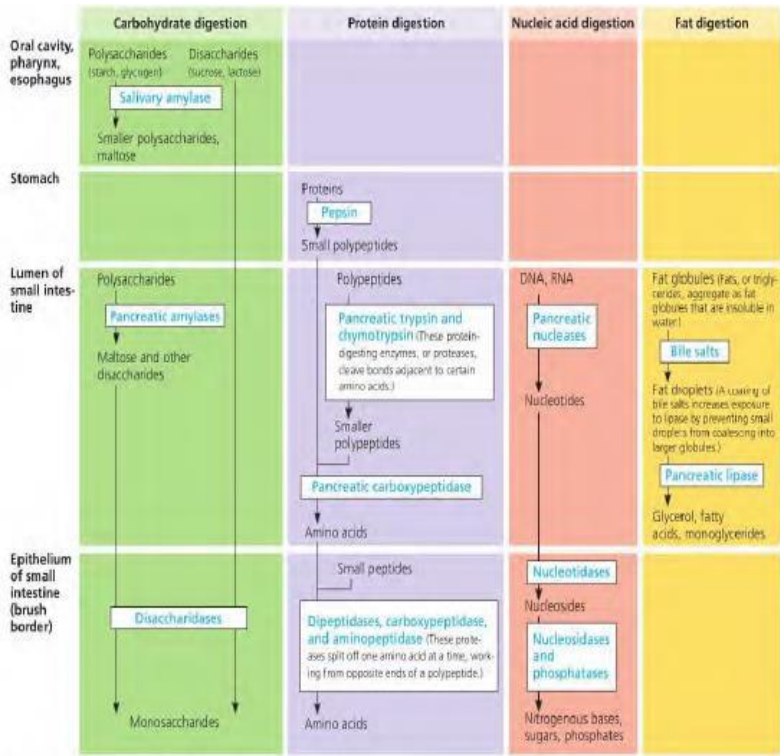 Carbohydrate digestion
Protein digestion
Nucleic acid digestion
Fat digestion
Oral cavity,
pharynx,
esophagus
Polysaccharides
(starch, glycogen)
Disaccharides
(sucrose, lactose)
Salivary amylase
Smaller polysaccharides,
maltose
Stomach
Proteins
Pepsin
Small polypeptides
Lumen of
small intes-
tine
Polysaccharides
Pancreatic amylases
Maltose and other
disaccharides
Polypeptides
Pancreatic trypsin and
chymotrypsin (These protein-
digesting enzymes, or proteases,
cleave bonds adjacent to certain
amino acids.)
Smaller
polypeptides
Pancreatic carboxypeptidase
Amino acids
DNA, RNA
Pancreatic
nucleases
Nucleotides
Fat globules (Fats, or trigly-
cerides, aggregate as fat
globules that are insoluble in
water.)
Bile salts
Fat droplets (A coating of
bile salts increases exposure
to lipase by preventing small
droplets from coalescing into
larger globules.)
Pancreatic lipase
Glycerol, fatty
acids, monoglycerides
Epithelium
of small
intestine
(brush
border)
Disaccharidases
Monosaccharides
Small peptides
Dipeptidases, carboxypeptidase,
and aminopeptidase (These prote-
ases split off one amino acid at a time, work-
ing from opposite ends of a polypeptide.)
Amino acids
Nucleotidases
Nucleosides
Nucleosidases
and
phosphatases
Nitrogenous bases,
sugars, phosphates